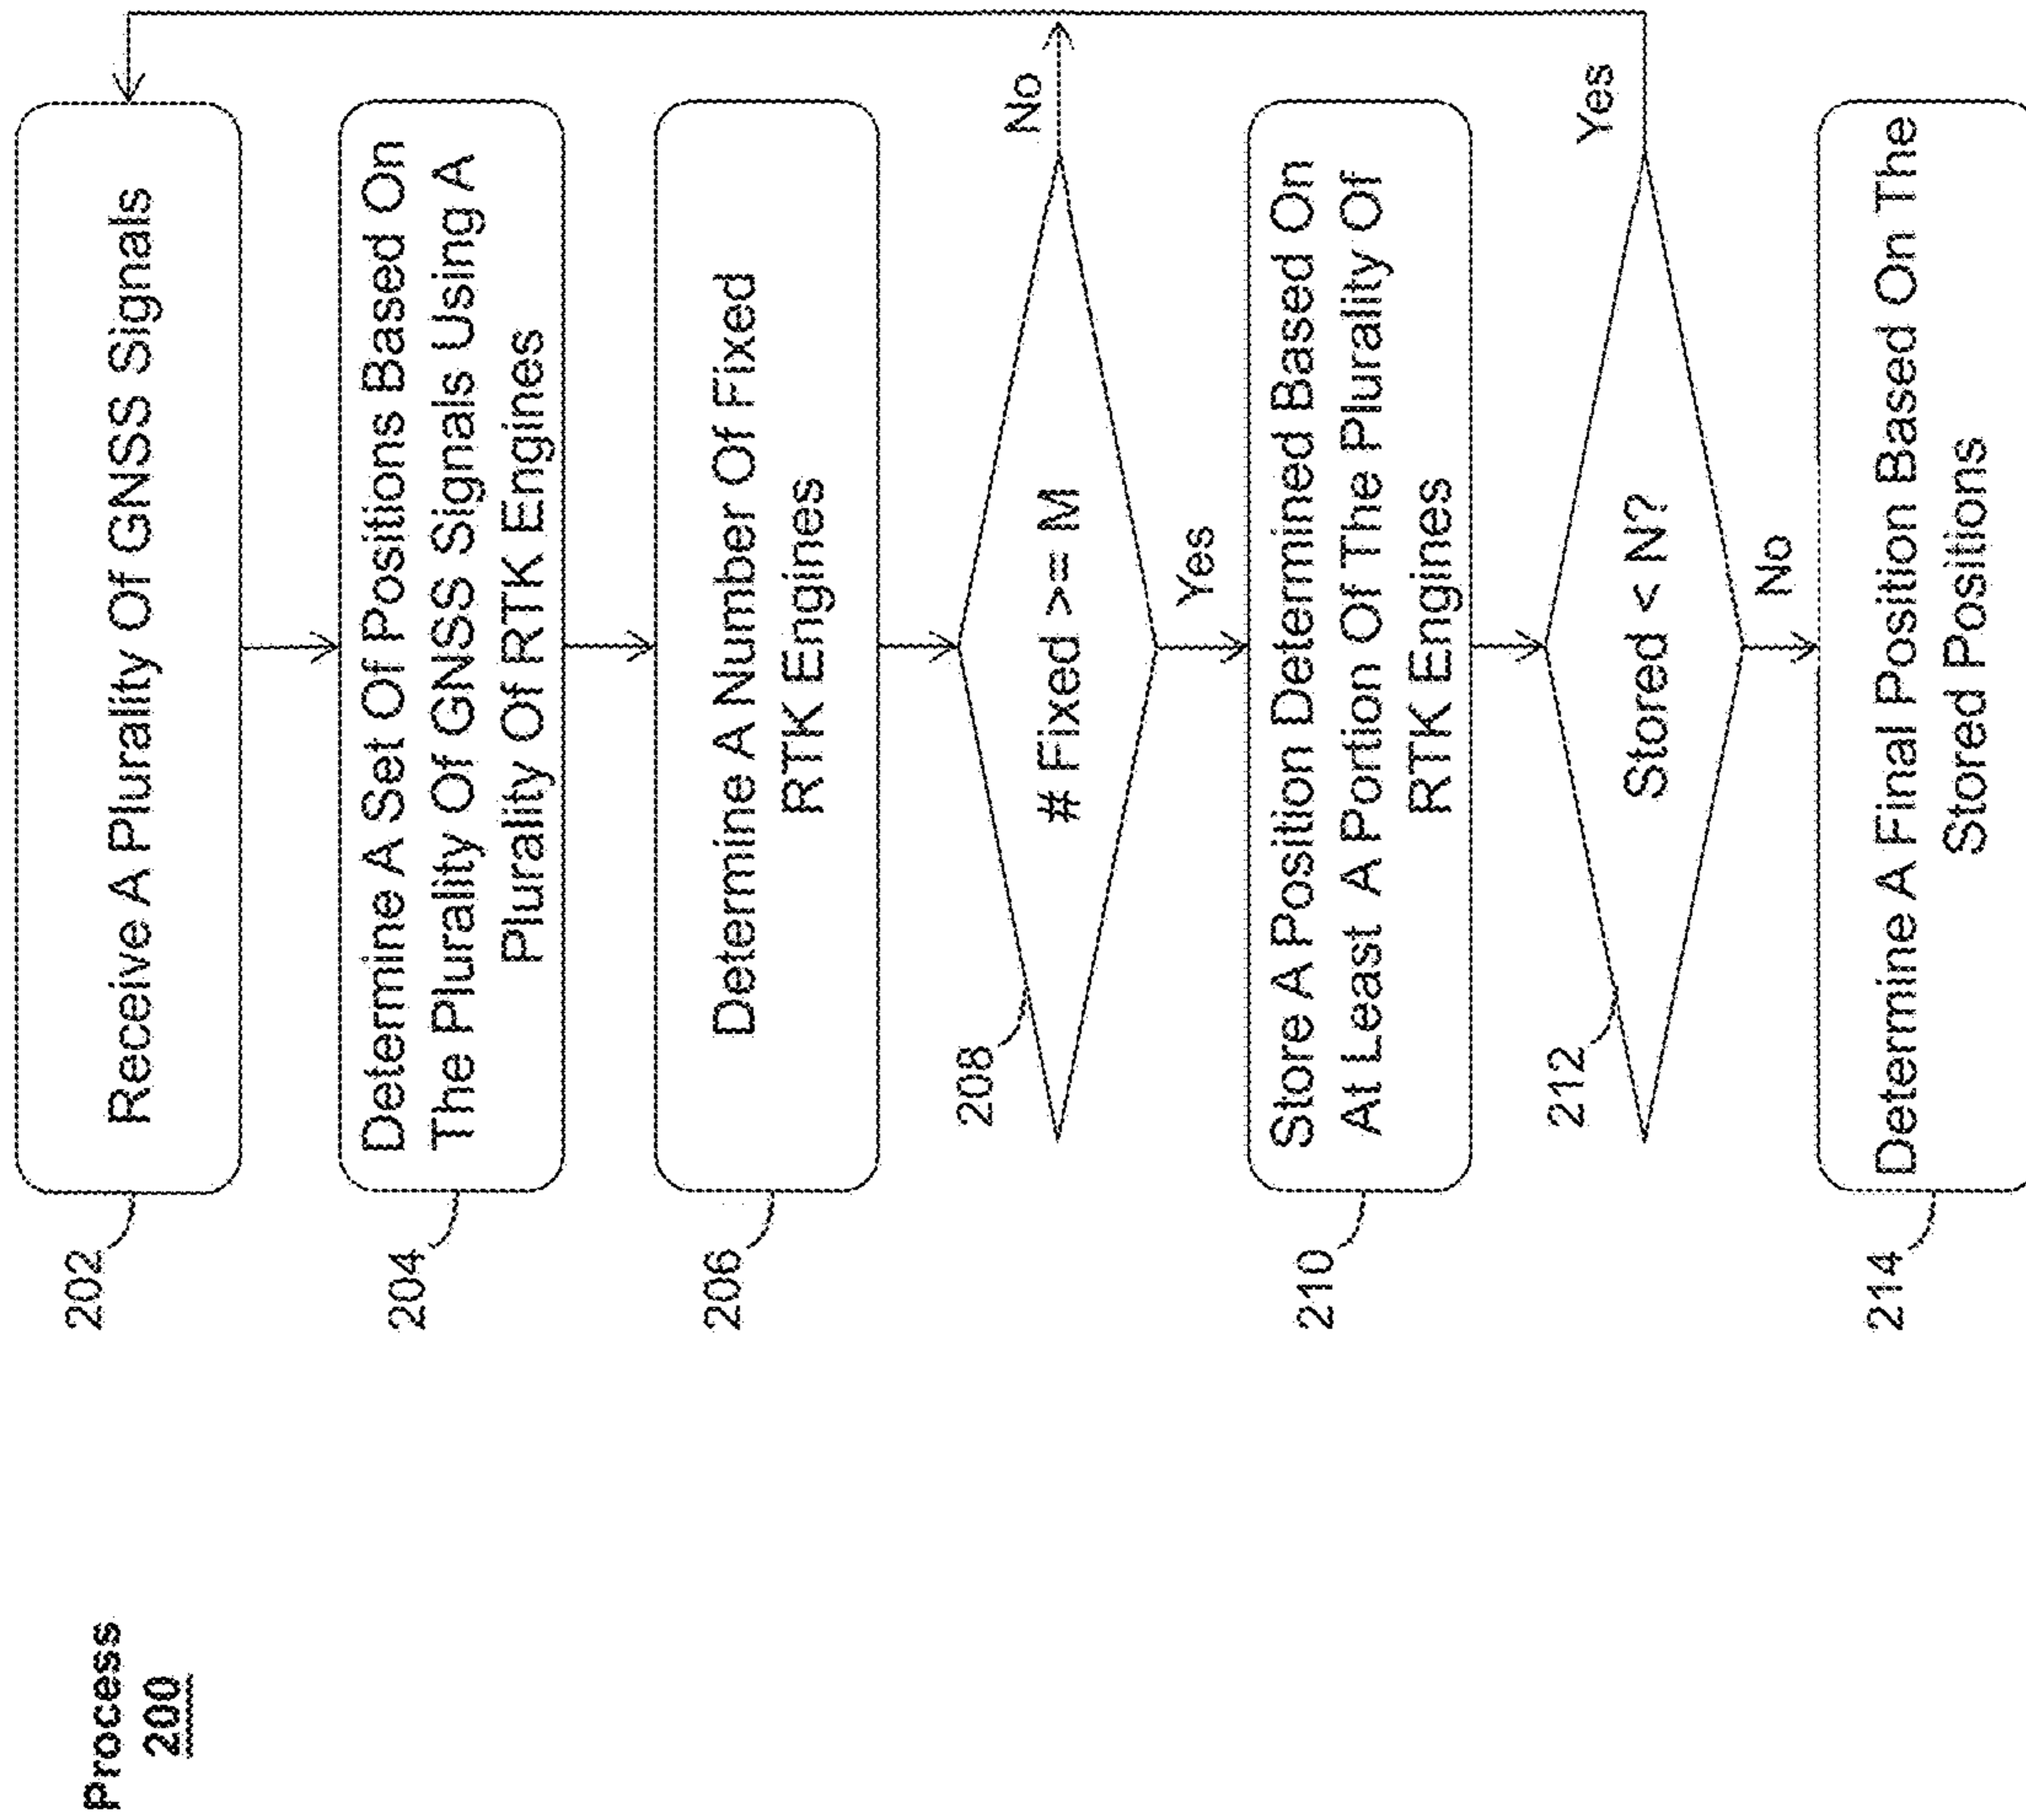 Process
200
202
Receive A Plurality Of GNSS Signals
204
Determine A Set Of Positions Based On
The Plurality Of GNSS Signals Using A
Plurality Of RTK Engines
206
Determine A Number Of Fixed
RTK Engines
208
# Fixed >= M
No
Yes
210
Store A Position Determined Based On
At Least A Portion Of The Plurality Of
RTK Engines
212
Stored < N?
Yes
No
214
Determine A Final Position Based On The
Stored Positions